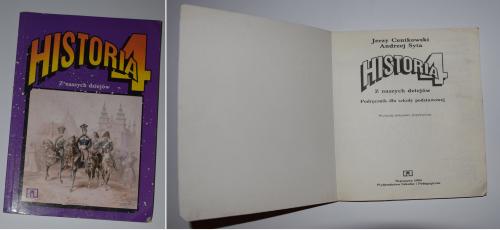 HISTORIA 4
Z naszych dziejów
Jerzy Centkowski
Andrzej Syta
HISTORIA 4
Z naszych dziejów
Podręcznik dla szkoły podstawowej
Warszawa
Wydawnictwa Szkolne i Pedagogiczne